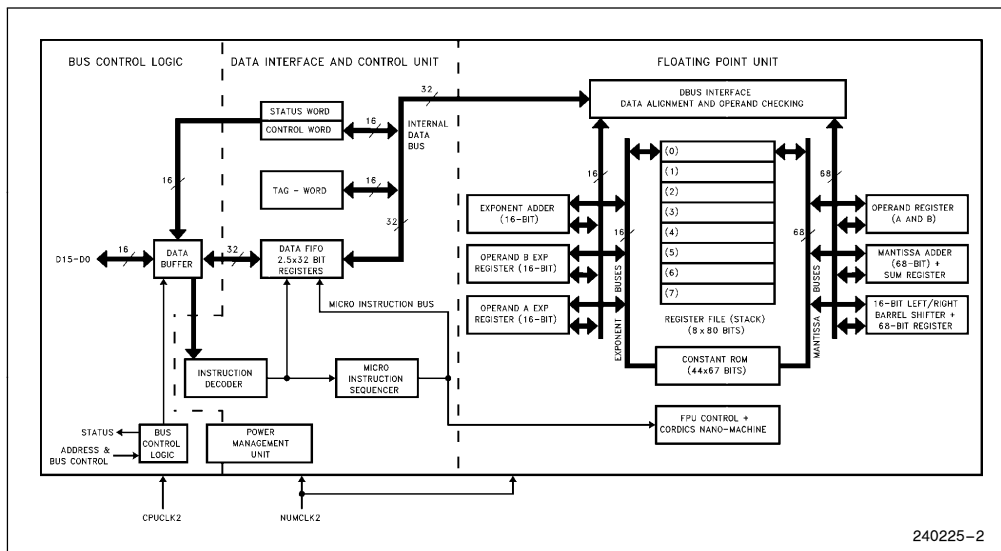 BUS CONTROL LOGIC
DATA INTERFACE AND CONTROL UNIT
FLOATING POINT UNIT
STATUS WORD
CONTROL WORD
16
TAG - WORD
16
32
INTERNAL
DATA
BUS
32
16
D15-D0
16
DATA
BUFFER
32
DATA FIFO
2.5x32 BIT
REGISTERS
MICRO INSTRUCTION BUS
INSTRUCTION
DECODER
MICRO
INSTRUCTION
SEQUENCER
STATUS
ADDRESS &
BUS CONTROL
BUS
CONTROL
LOGIC
POWER
MANAGEMENT
UNIT
CPUCLK2
NUMCLK2
DBUS INTERFACE
DATA ALIGNMENT AND OPERAND CHECKING
16
68
EXPONENT ADDER
(16-BIT)
OPERAND B EXP
REGISTER (16-BIT)
OPERAND A EXP
REGISTER (16-BIT)
16
EXPONENT BUSES
(0)
(1)
(2)
(3)
(4)
(5)
(6)
(7)
REGISTER FILE (STACK)
(8x80 BITS)
CONSTANT ROM
(44x67 BITS)
68
MANTISSA BUSES
OPERAND REGISTER
(A AND B)
MANTISSA ADDER
(68-BIT) +
SUM REGISTER
16-BIT LEFT/RIGHT
BARREL SHIFTER +
68-BIT REGISTER
FPU CONTROL +
CORDICS NANO-MACHINE
240225-2